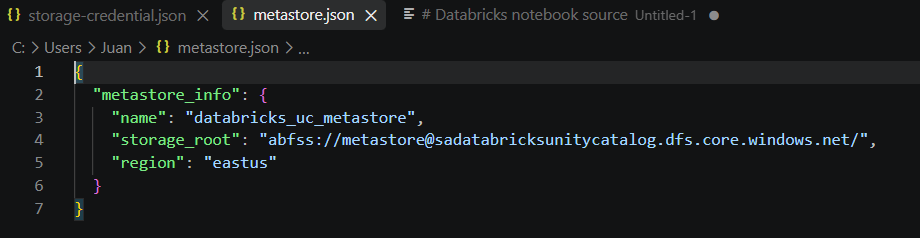 storage-credential.json metastore.json # Databricks notebook source Untitled-1
C: > Users > Juan > {} metastore.json > ...
1 {
2 "metastore_info": {
3 "name": "databricks_uc_metastore",
4 "storage_root": "abfss://metastore@sadatabricksunitycatalog.dfs.core.windows.net/",
5 "region": "eastus"
6 }
7 }